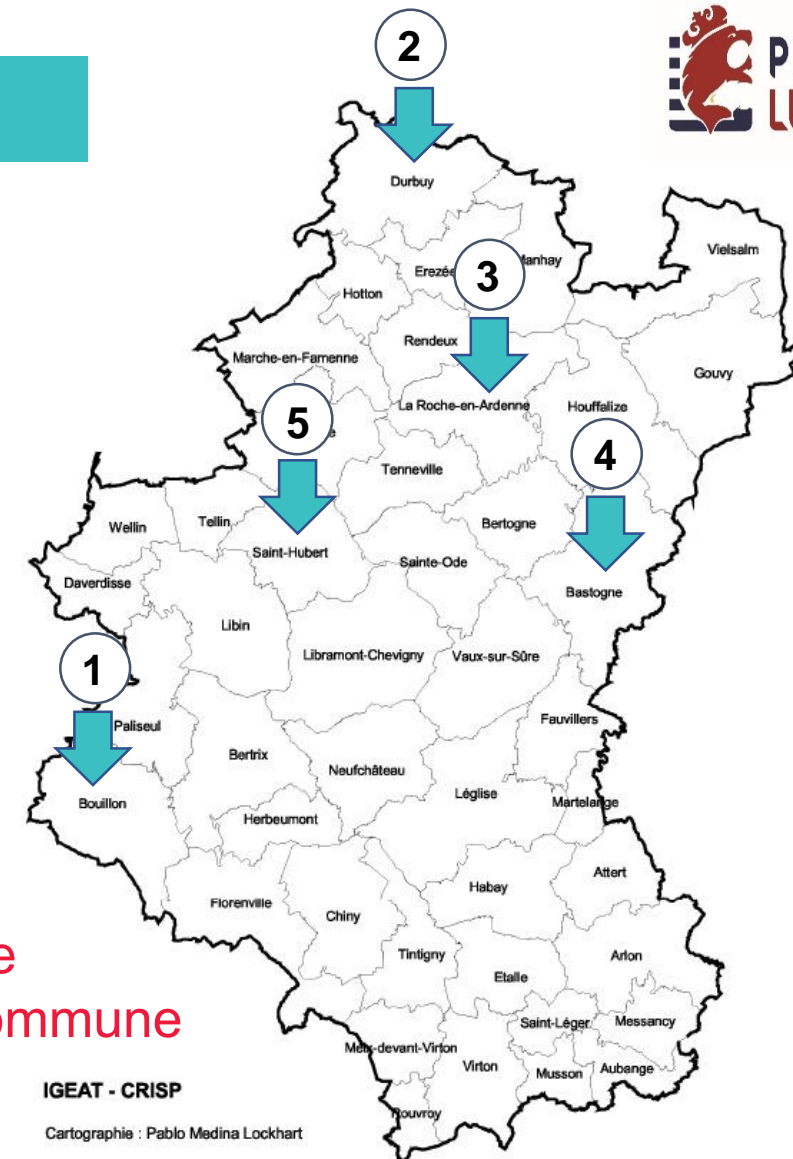 2
P
LU
Durbuy
Vielsalm
Erezée
Manhay
3
Hotton
Rendeux
Marche-en-Famenne
Gouvy
La Roche-en-Ardenne
Houffalize
5
4
Tenneville
Wellin
Tellin
Bertogne
Saint-Hubert
Sainte-Ode
Daverdisse
Bastogne
Libin
Libramont-Chevigny
Vaux-sur-Sûre
1
Paliseul
Fauvillers
Bertrix
Neufchâteau
Léglise
Bouillon
Martelange
Herbeumont
Attert
Habay
Florenville
Chiny
Tintigny
Arlon
Etalle
e
ommune
Saint-Léger
Messancy
Meix-devant-Virton
Virton
Musson
Aubange
IGEAT - CRISP
Rouvroy
Cartographie : Pablo Medina Lockhart